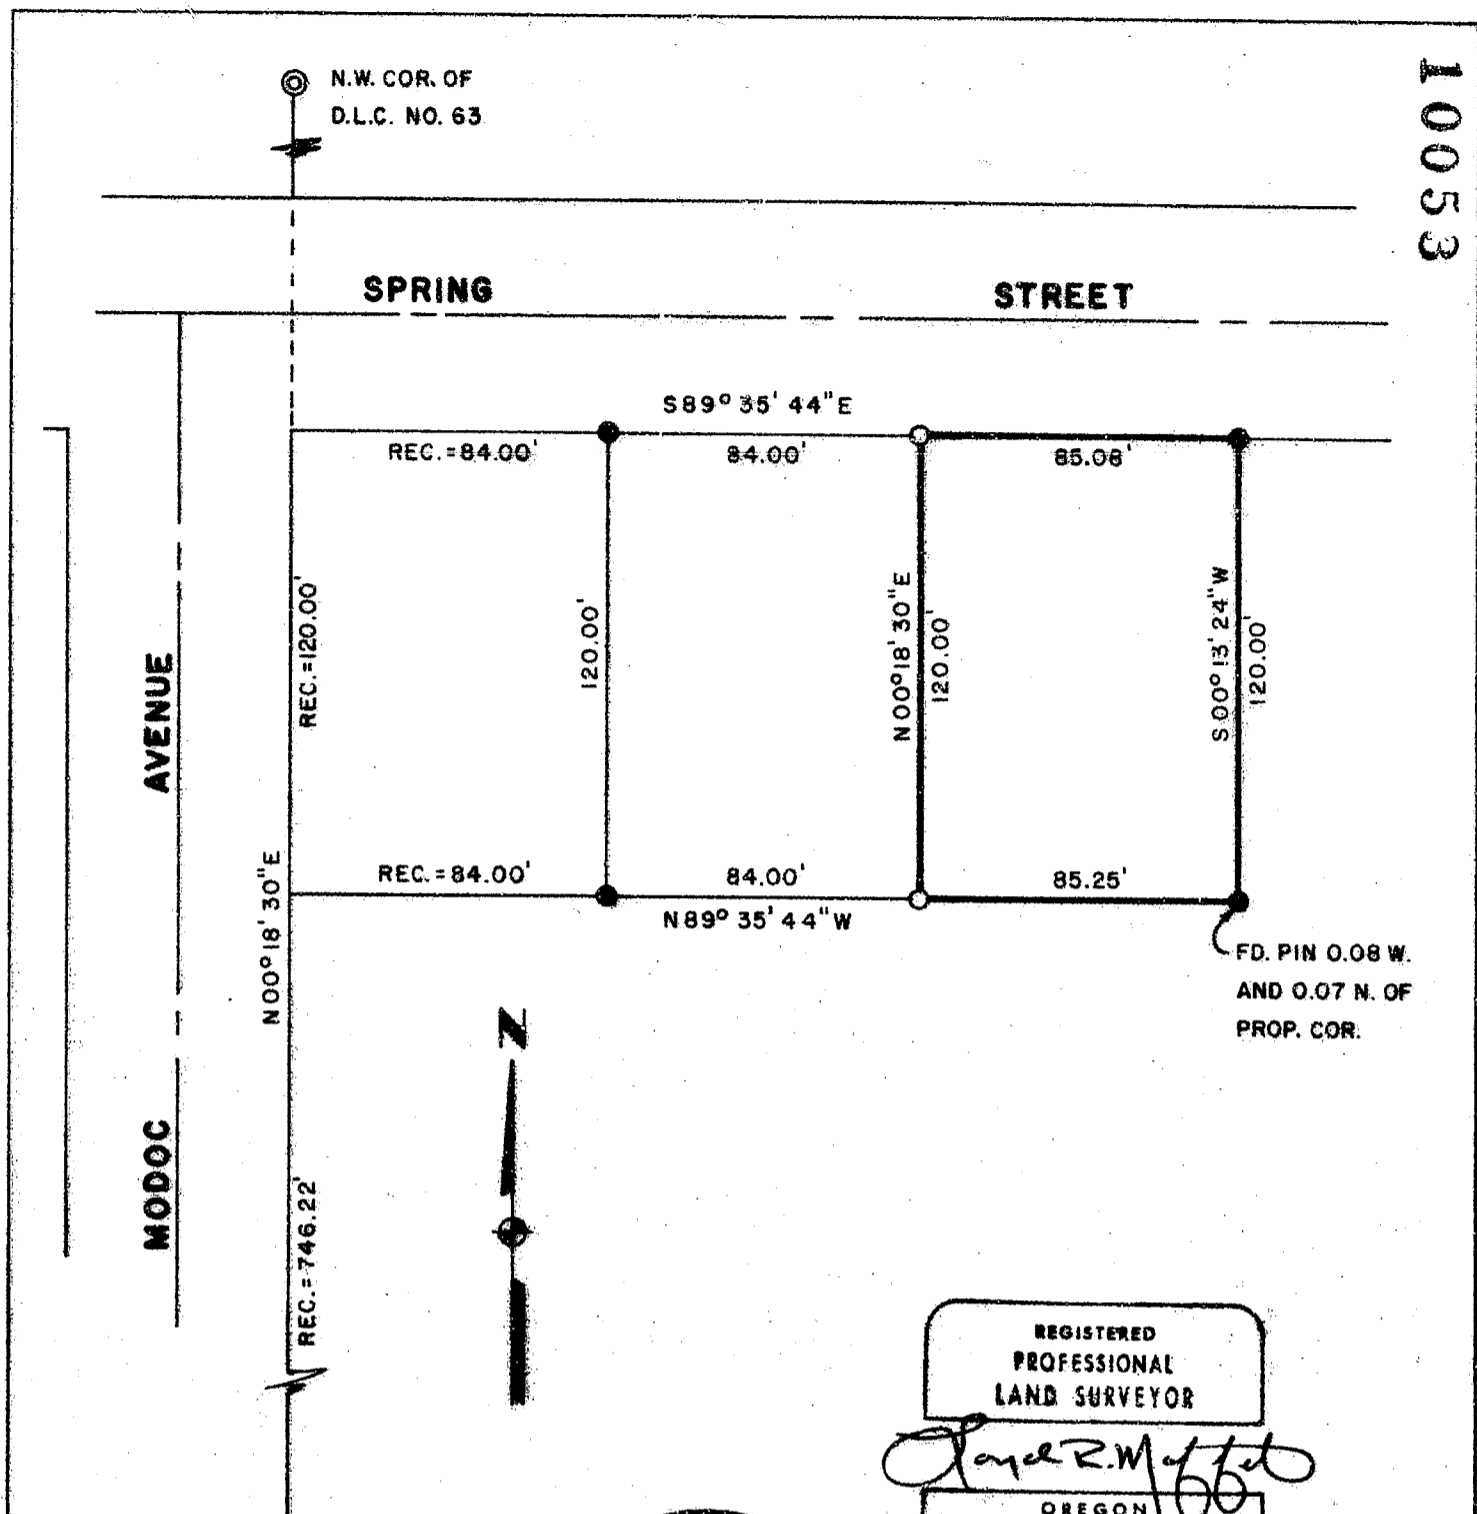 10053
N.W. COR. OF
D.L.C. NO. 63
SPRING STREET
S89° 35' 44"E
REC.=84.00'
84.00'
85.08'
REC.=120.00'
120.00'
N00°18' 30"E
120.00'
S00°13' 24"W
120.00'
AVENUE
REC.=84.00'
84.00'
85.25'
N89° 35' 44"W
N00°18' 30"E
FD. PIN 0.08 W.
AND 0.07 N. OF
PROP. COR.
N
MODOC
REC.=746.22'
REGISTERED
PROFESSIONAL
LAND SURVEYOR
Loyd R. Moffet
OREGON